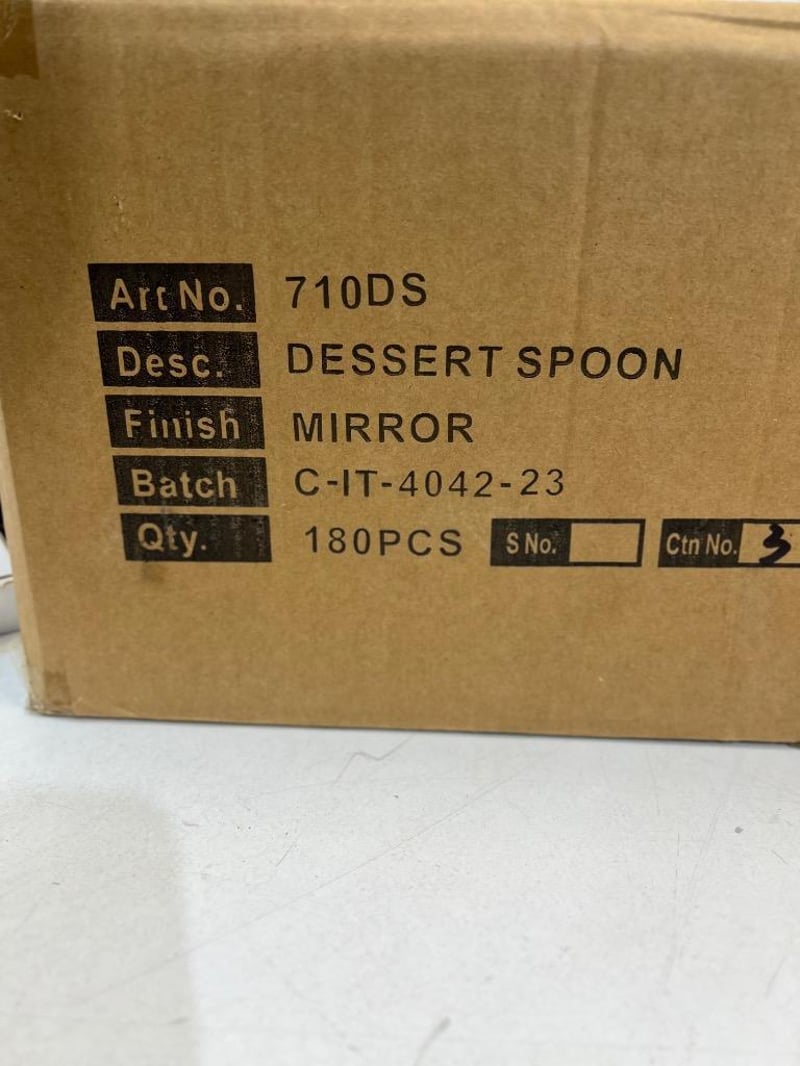 Art No. 710DS
Desc. DESSERT SPOON
Finish MIRROR
Batch C-IT-4042-23
Qty. 180PCS S No. Ctn No. 3